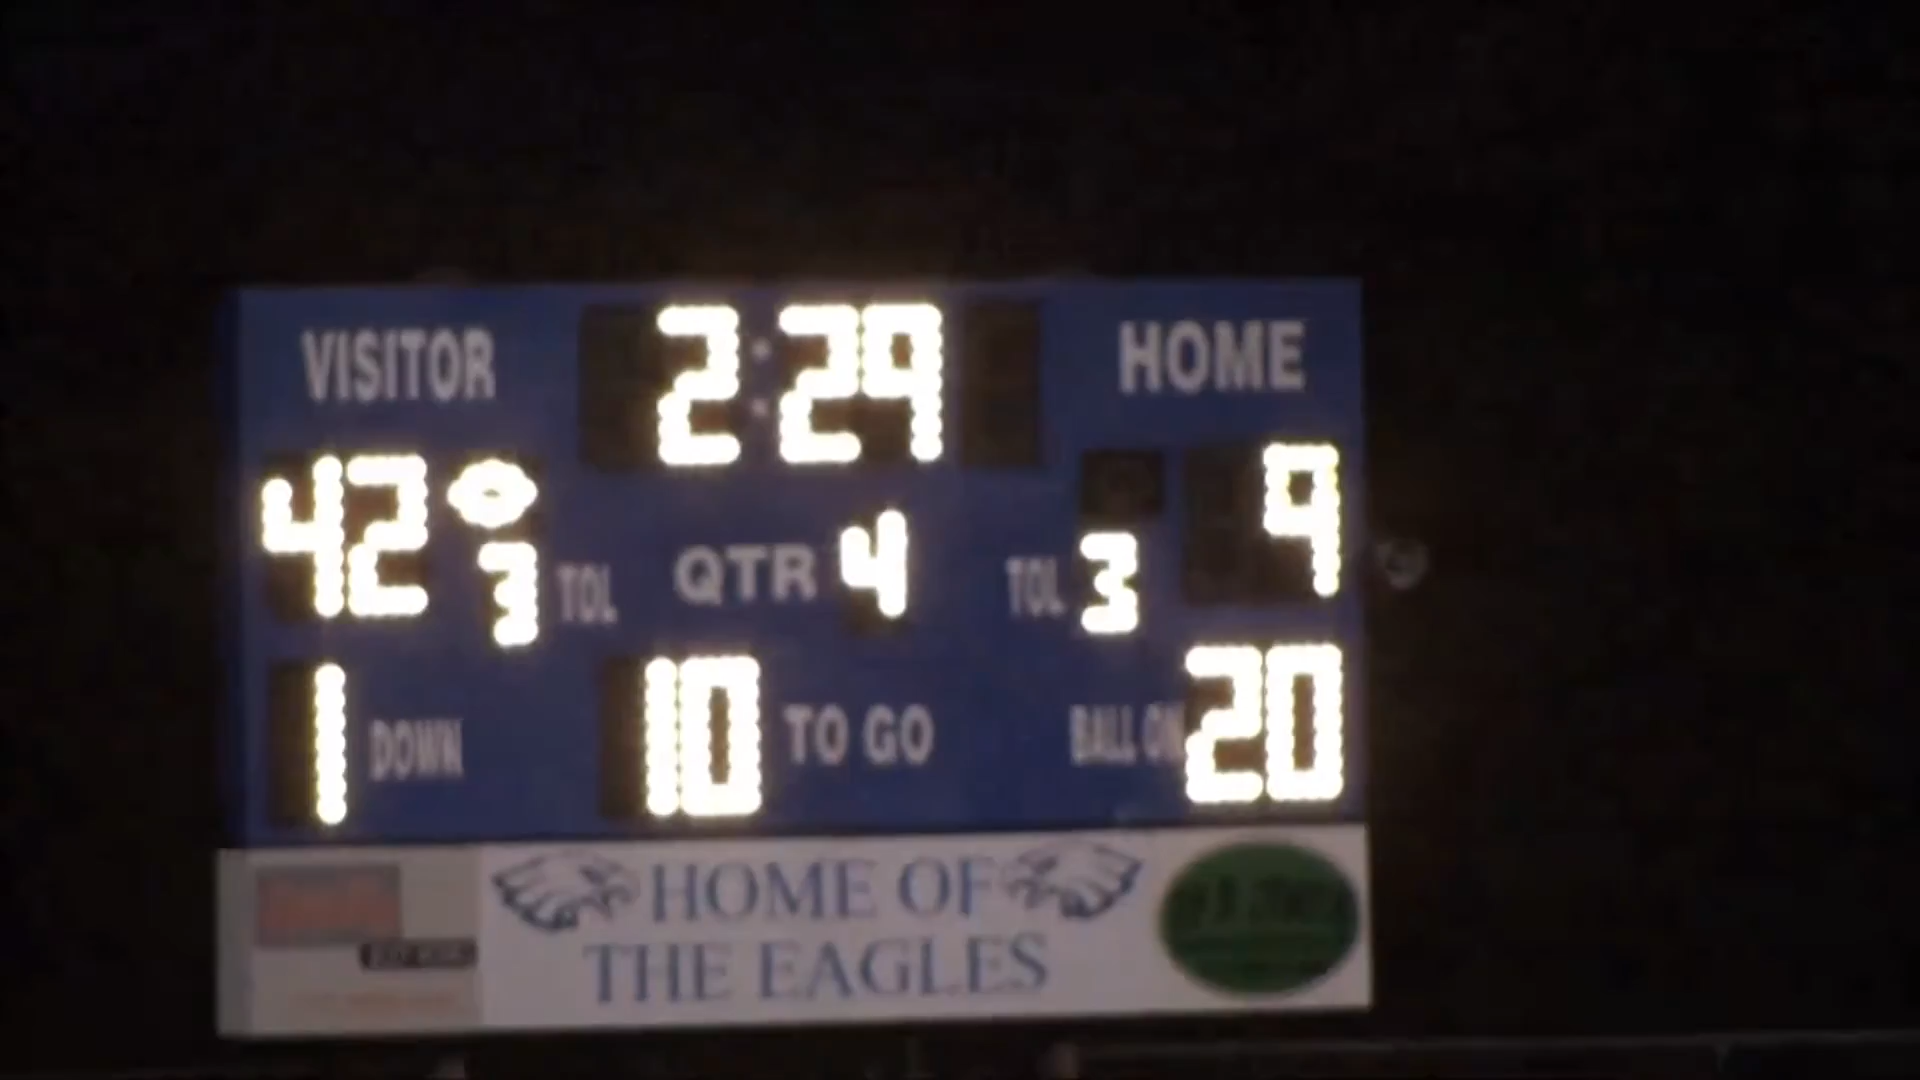 VISITOR 2:29 HOME
42 9
3 TOL QTR 4 TOL 3
1 DOWN 10 TO GO BALL ON 20
HOME OF
THE EAGLES